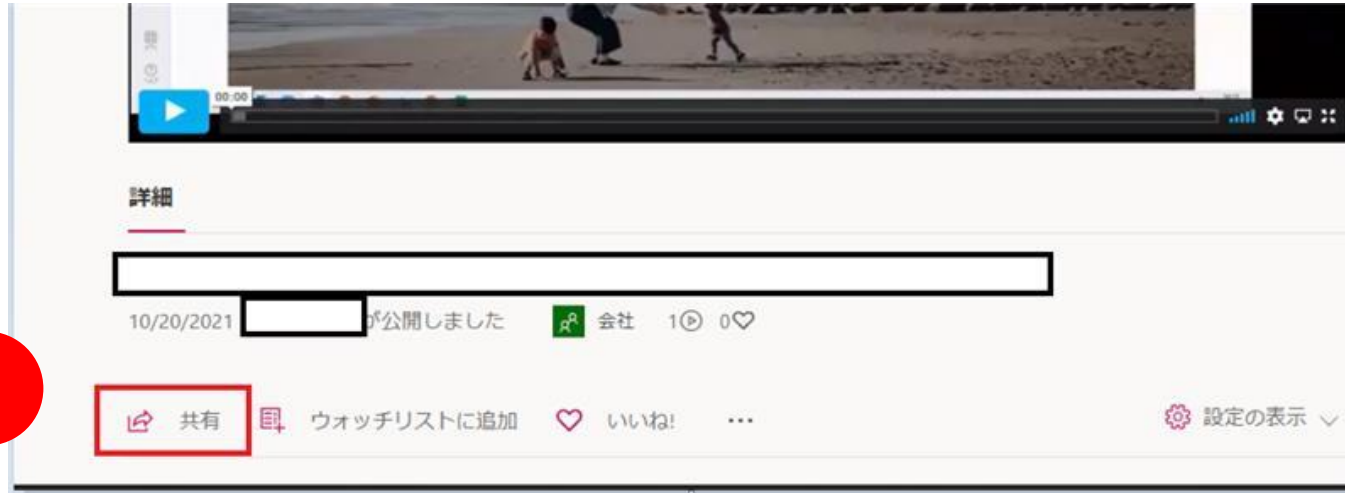 00:00
詳細
10/20/2021 が公開しました 会社 1 0
共有 ウォッチリストに追加 いいね! ...
設定の表示